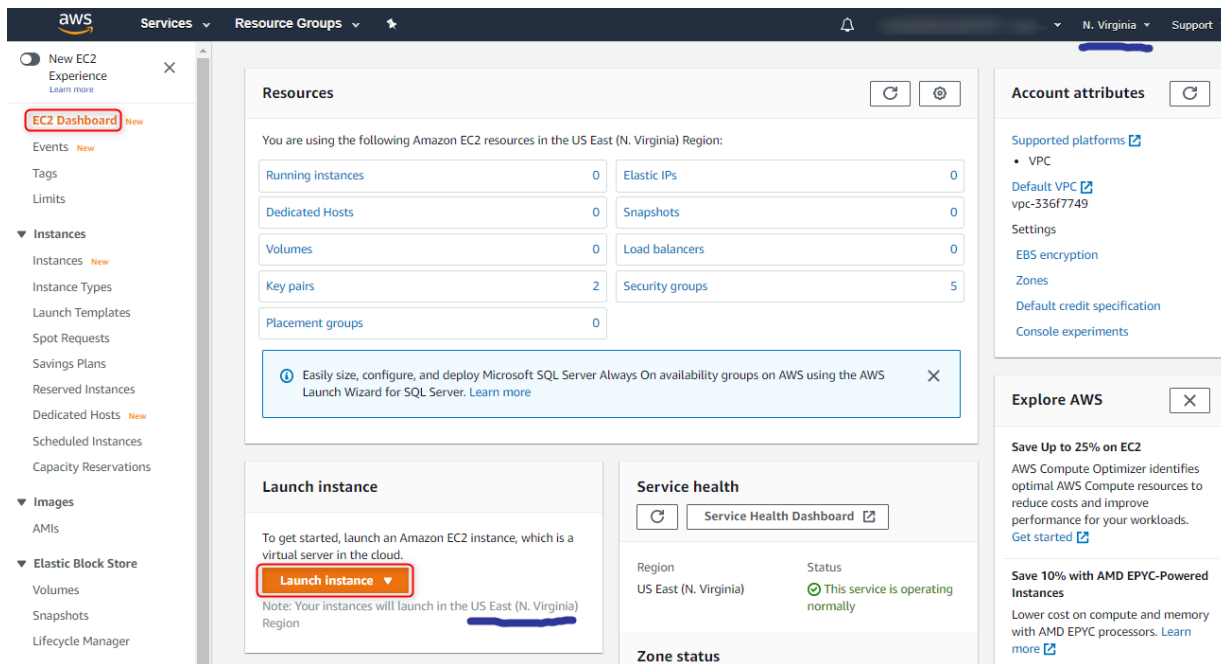 aws Services Resource Groups N. Virginia Support
New EC2
Experience
Learn more
EC2 Dashboard New
Events New
Tags
Limits
Instances
Instances New
Instance Types
Launch Templates
Spot Requests
Savings Plans
Reserved Instances
Dedicated Hosts New
Scheduled Instances
Capacity Reservations
Images
AMIs
Elastic Block Store
Volumes
Snapshots
Lifecycle Manager
Resources
You are using the following Amazon EC2 resources in the US East (N. Virginia) Region:
Running instances 0
Elastic IPs 0
Dedicated Hosts 0
Snapshots 0
Volumes 0
Load balancers 0
Key pairs 2
Security groups 5
Placement groups 0
Easily size, configure, and deploy Microsoft SQL Server Always On availability groups on AWS using the AWS
Launch Wizard for SQL Server. Learn more
Launch instance
To get started, launch an Amazon EC2 instance, which is a
virtual server in the cloud.
Launch instance
Note: Your instances will launch in the US East (N. Virginia)
Region
Service health
Service Health Dashboard
Region
US East (N. Virginia)
Status
This service is operating
normally
Zone status
Account attributes
Supported platforms
• VPC
Default VPC
vpc-336f7749
Settings
EBS encryption
Zones
Default credit specification
Console experiments
Explore AWS
Save Up to 25% on EC2
AWS Compute Optimizer identifies
optimal AWS Compute resources to
reduce costs and improve
performance for your workloads.
Get started
Save 10% with AMD EPYC-Powered
Instances
Lower cost on compute and memory
with AMD EPYC processors. Learn
more